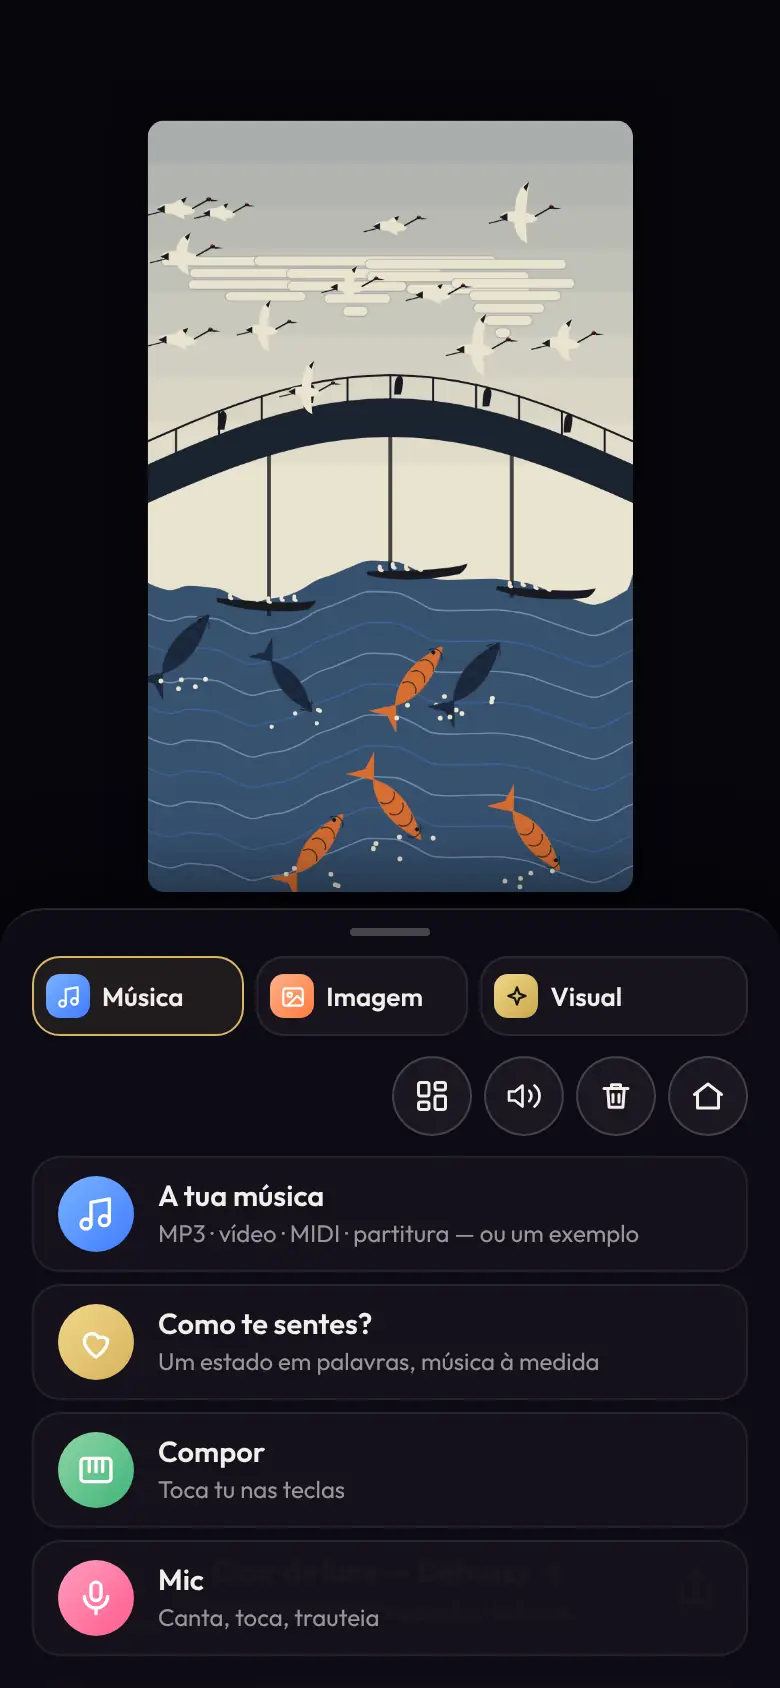 Música
Imagem
Visual
A tua música
MP3 · vídeo · MIDI · partitura — ou um exemplo
Como te sentes?
Um estado em palavras, música à medida
Compor
Toca tu nas teclas
Mic
Canta, toca, trauteia